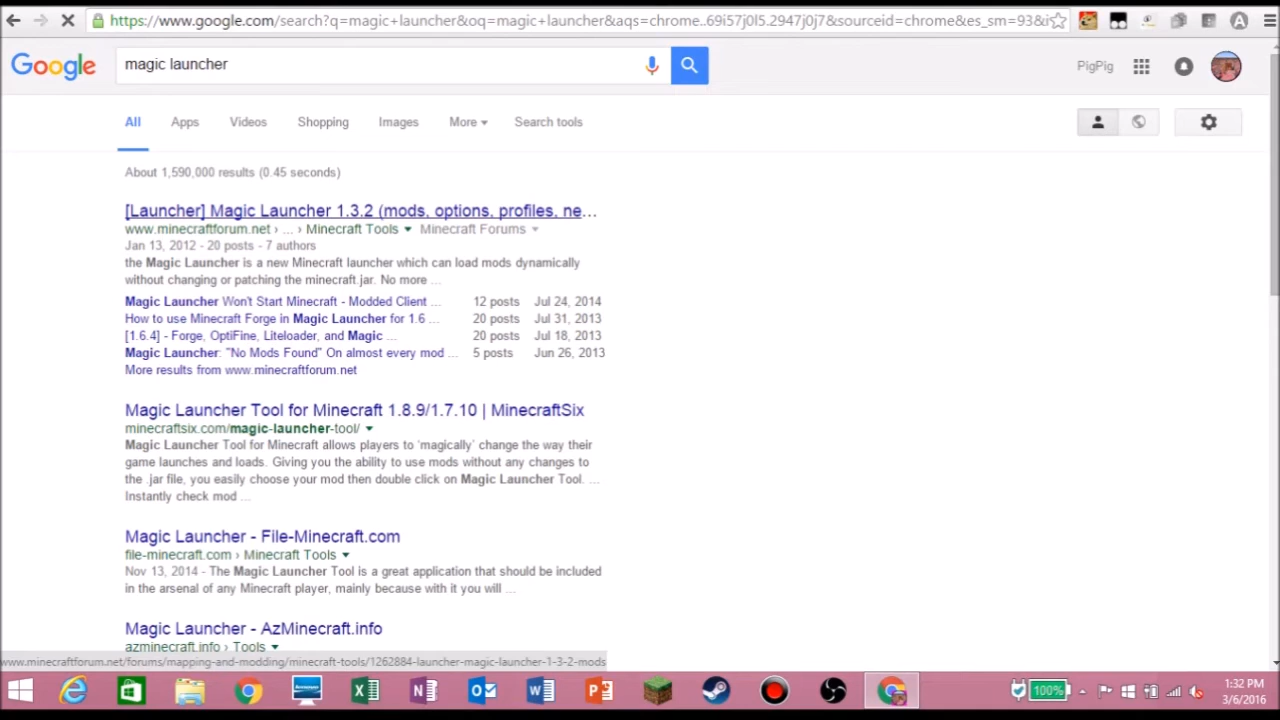 https://www.google.com/search?q=magic+launcher&oq=magic+launcher&aqs=chrome..69i57j0l5.2947j0j7&sourceid=chrome&es_sm=93&i
Google
magic launcher
PigPig
All Apps Videos Shopping Images More Search tools
About 1,590,000 results (0.45 seconds)
[Launcher] Magic Launcher 1.3.2 (mods, options, profiles, ne...
www.minecraftforum.net › ... › Minecraft Tools Minecraft Forums
Jan 13, 2012 - 20 posts - 7 authors
the Magic Launcher is a new Minecraft launcher which can load mods dynamically
without changing or patching the minecraft.jar. No more ...
Magic Launcher Won't Start Minecraft - Modded Client ... 12 posts Jul 24, 2014
How to use Minecraft Forge in Magic Launcher for 1.6 ... 20 posts Jul 31, 2013
[1.6.4] - Forge, OptiFine, Liteloader, and Magic ... 20 posts Jul 18, 2013
Magic Launcher: "No Mods Found" On almost every mod ... 5 posts Jun 26, 2013
More results from www.minecraftforum.net
Magic Launcher Tool for Minecraft 1.8.9/1.7.10 | MinecraftSix
minecraftsix.com/magic-launcher-tool/
Magic Launcher Tool for Minecraft allows players to 'magically' change the way their
game launches and loads. Giving you the ability to use mods without any changes to
the .jar file, you easily choose your mod then double click on Magic Launcher Tool. ...
Instantly check mod ...
Magic Launcher - File-Minecraft.com
file-minecraft.com › Minecraft Tools
Nov 13, 2014 - The Magic Launcher Tool is a great application that should be included
in the arsenal of any Minecraft player, mainly because with it you will ...
Magic Launcher - AzMinecraft.info
azminecraft.info › Tools
www.minecraftforum.net/forums/mapping-and-modding/minecraft-tools/1262884-launcher-magic-launcher-1-3-2-mods
100%
1:32 PM
3/6/2016